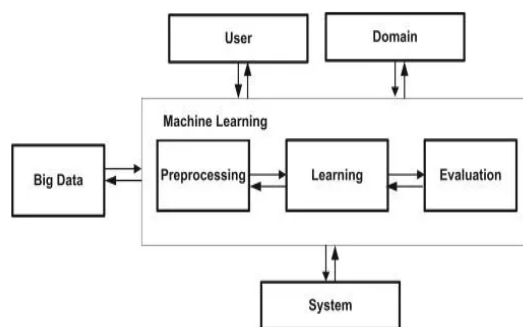 User
Domain
Machine Learning
Big Data
Preprocessing
Learning
Evaluation
System